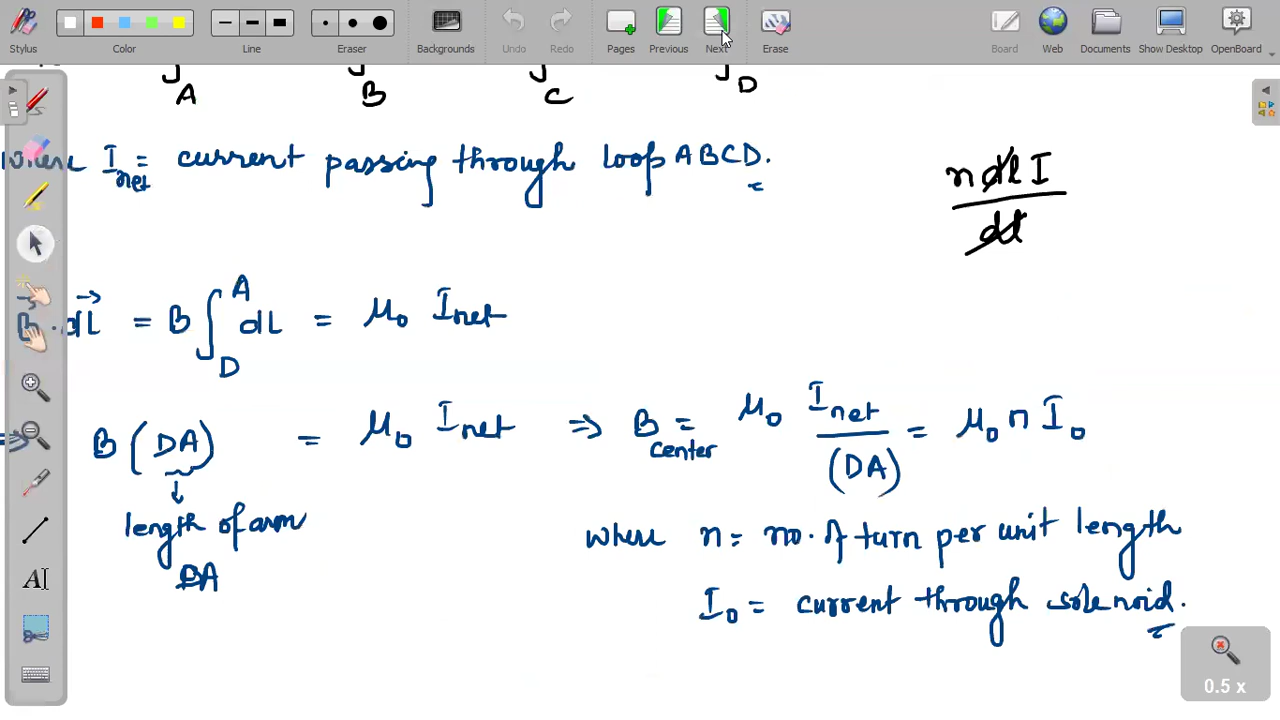 Stylus Color Line Eraser Backgrounds Undo Redo Pages Previous Next Erase Board Web Documents Show Desktop OpenBoard
A B C D
where I_net = current passing through loop ABCD.
n dl I
dl
B · dL = B ∫_D^A dL = μ₀ I_net
⇒ B (DA) = μ₀ I_net ⇒ B_center = μ₀ I_net / (DA) = μ₀ n I₀
length of arm
DA
where n = no. of turn per unit length
I₀ = current through solenoid.
0.5 x